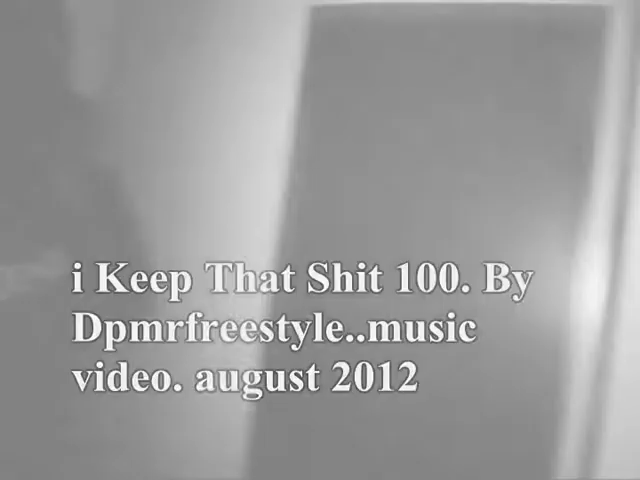 i Keep That Shit 100. By
Dpmrfreestyle..music
video. august 2012